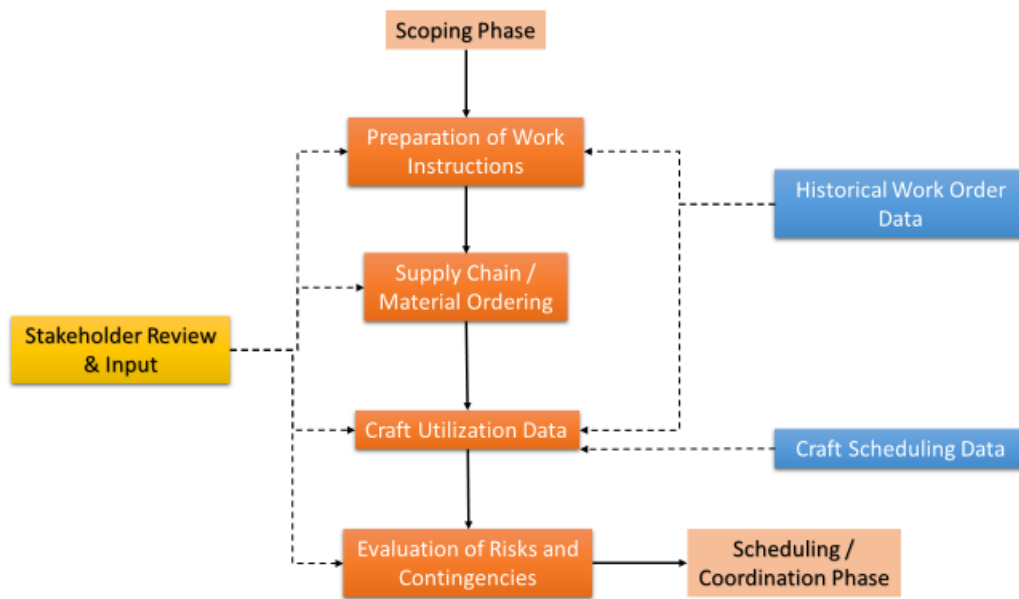 Scoping Phase
Preparation of Work
Instructions
Historical Work Order
Data
Supply Chain /
Material Ordering
Stakeholder Review
& Input
Craft Utilization Data
Craft Scheduling Data
Evaluation of Risks and
Contingencies
Scheduling /
Coordination Phase